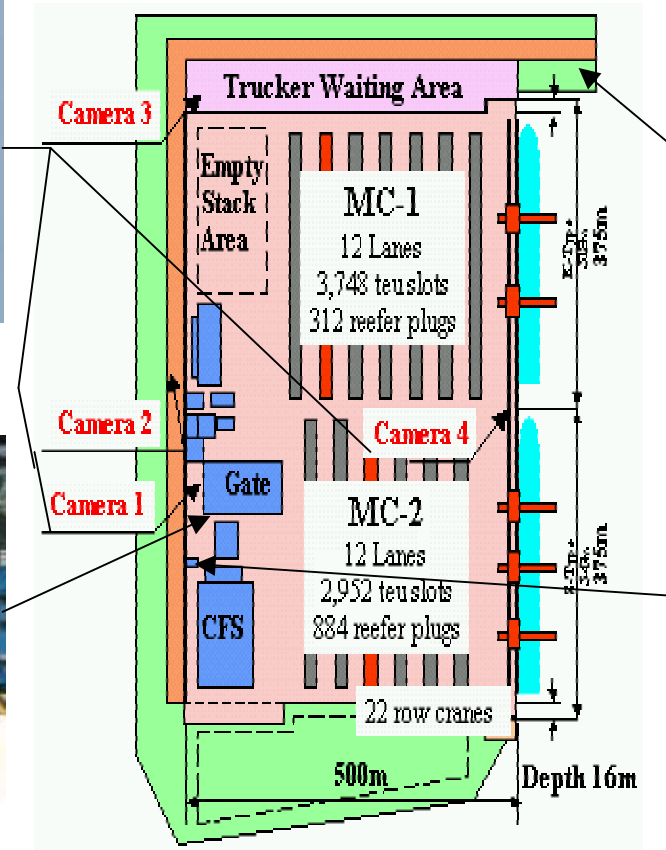 Trucker Waiting Area
Camera 3
Empty
Stack
Area
MC-1
12 Lanes
3,748 teu slots
312 reefer plugs
375m
Camera 2
Camera 4
Camera 1
Gate
MC-2
12 Lanes
2,952 teu slots
884 reefer plugs
375m
CFS
22 row cranes
500m
Depth 16m